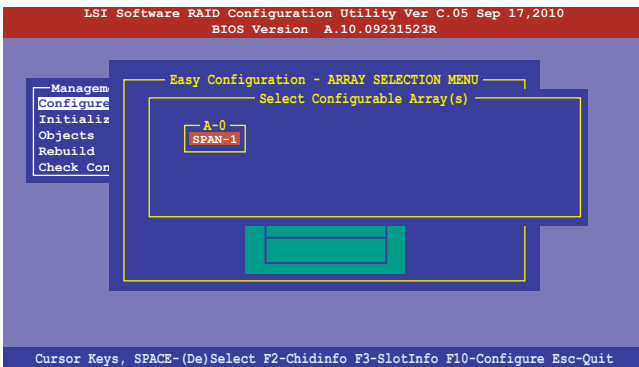 LSI Software RAID Configuration Utility Ver C.05 Sep 17,2010
BIOS Version A.10.09231523R
Easy Configuration - ARRAY SELECTION MENU
Managem
Select Configurable Array(s)
Configure
Initializ
A-0
Objects
SPAN-1
Rebuild
Check Con
Cursor Keys, SPACE-(De)Select F2-Chidinfo F3-SlotInfo F10-Configure Esc-Quit